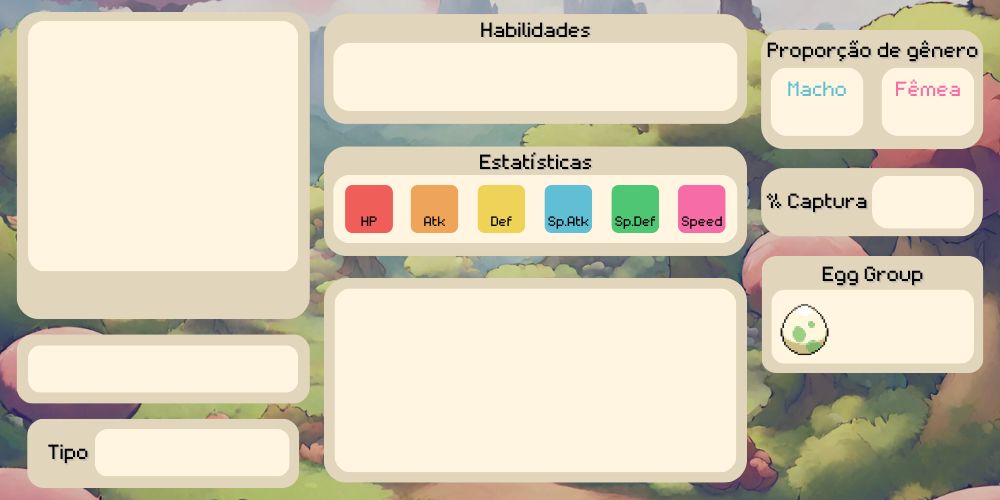 Habilidades
Estatísticas
HP
Atk
Def
Sp.Atk
Sp.Def
Speed
Proporção de gênero
Macho
Fêmea
% Captura
Egg Group
Tipo